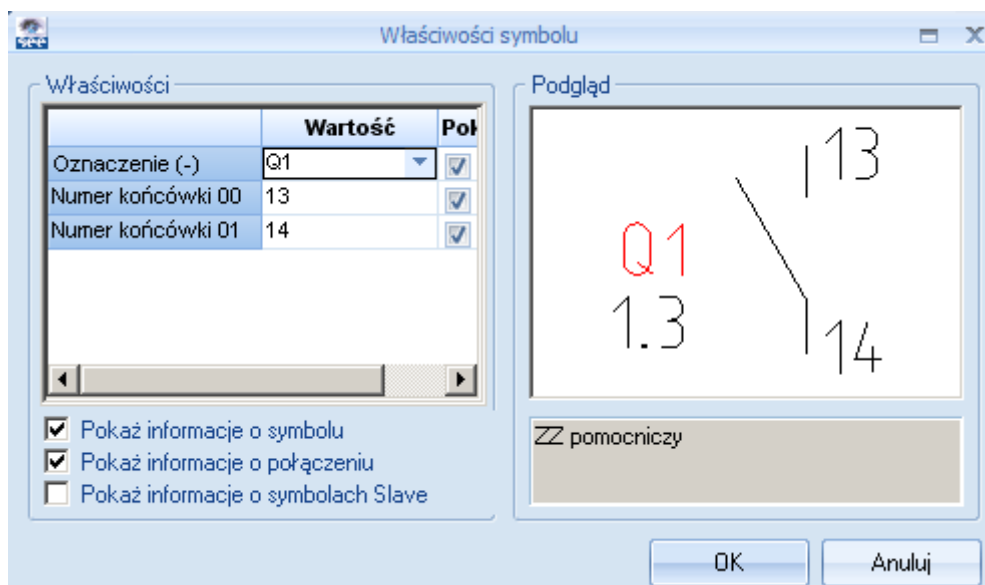 see
Właściwości symbolu
Właściwości
Wartość
Oznaczenie (-) Q1
Numer końcówki 00 13
Numer końcówki 01 14
Pokaż informacje o symbolu
Pokaż informacje o połączeniu
Pokaż informacje o symbolach Slave
Podgląd
13
Q1
1.3
14
ZZ pomocniczy
OK Anuluj